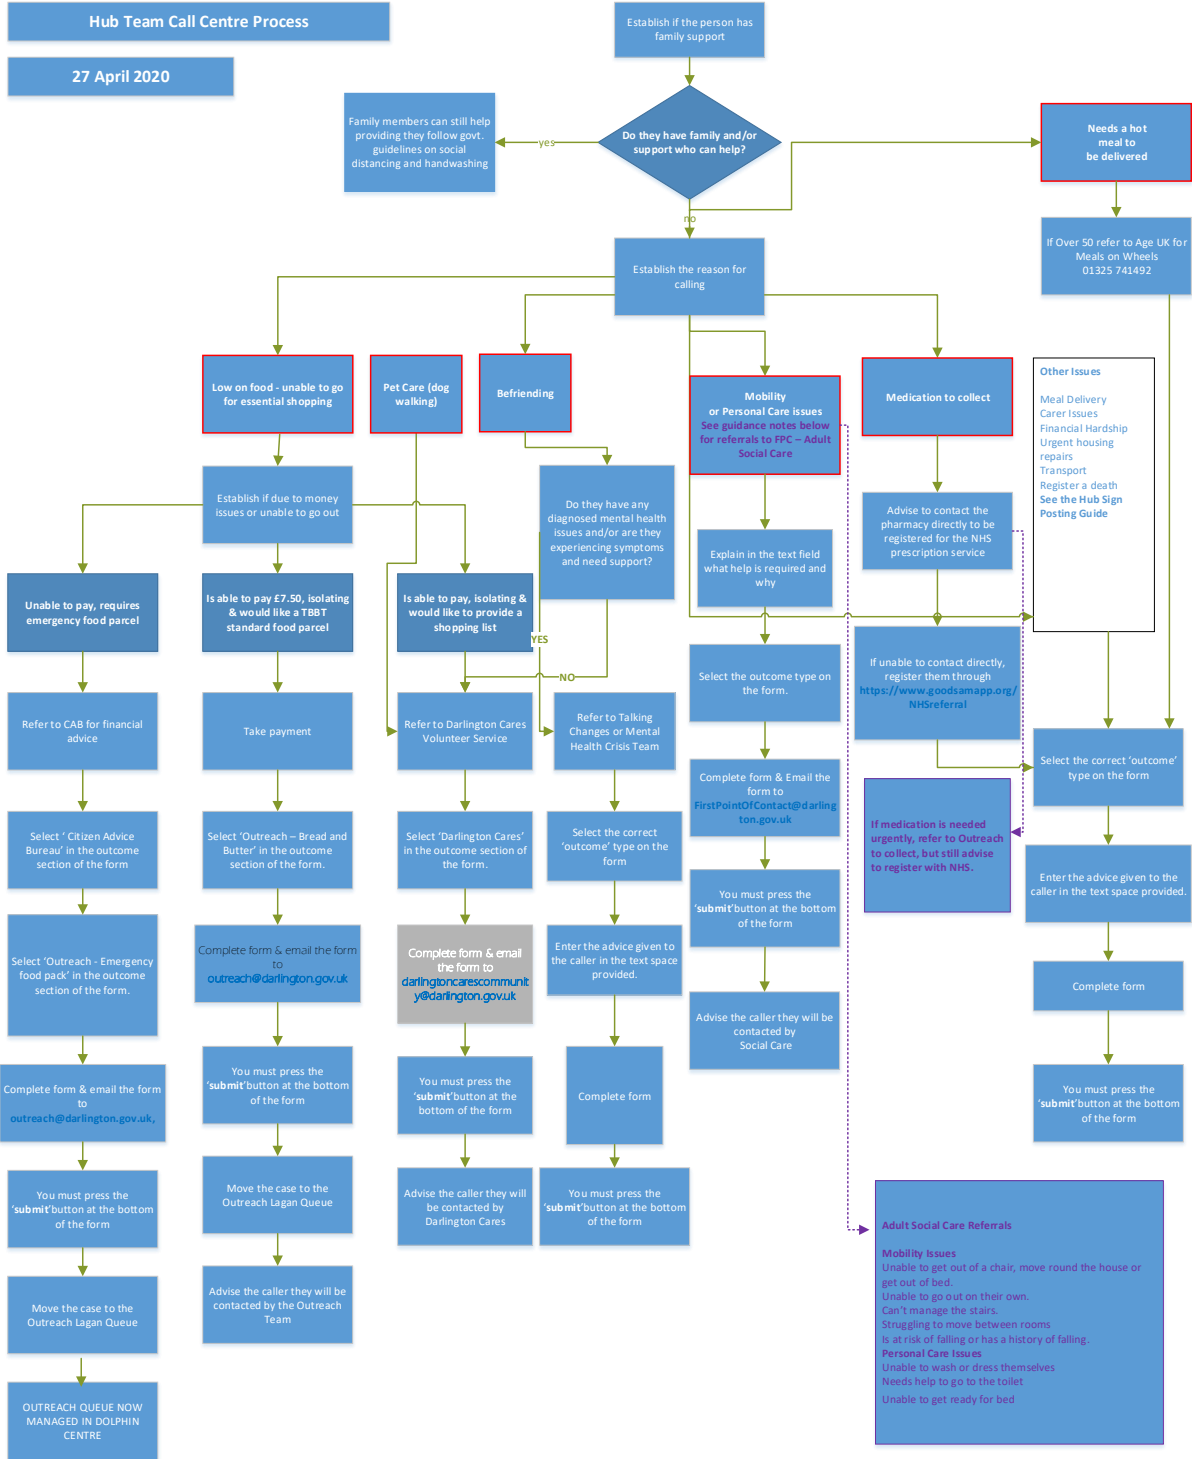 Hub Team Call Centre Process
27 April 2020
Establish if the person has
family support
Do they have family and/or
support who can help?
yes
no
Family members can still help
providing they follow govt.
guidelines on social
distancing and handwashing
Needs a hot
meal to
be delivered
If Over 50 refer to Age UK for
Meals on Wheels
01325 741492
Establish the reason for
calling
Low on food - unable to go
for essential shopping
Pet Care (dog
walking)
Befriending
Mobility
or Personal Care issues
See guidance notes below
for referrals to FPC – Adult
Social Care
Medication to collect
Other Issues
Meal Delivery
Carer Issues
Financial Hardship
Urgent housing
repairs
Transport
Register a death
See the Hub Sign
Posting Guide
Establish if due to money
issues or unable to go out
Do they have any
diagnosed mental health
issues and/or are they
experiencing symptoms
and need support?
YES
NO
Explain in the text field
what help is required and
why
Advise to contact the
pharmacy directly to be
registered for the NHS
prescription service
Unable to pay, requires
emergency food parcel
Is able to pay £7.50, isolating
& would like a TBBT
standard food parcel
Is able to pay, isolating &
would like to provide a
shopping list
Select the outcome type on
the form.
If unable to contact directly,
register them through
https://www.goodsamapp.org/
NHSreferral
Refer to CAB for financial
advice
Take payment
Refer to Darlington Cares
Volunteer Service
Refer to Talking
Changes or Mental
Health Crisis Team
Complete form & Email the
form to
FirstPointOfContact@darling
ton.gov.uk
Select the correct ‘outcome’
type on the form
Select ‘ Citizen Advice
Bureau’ in the outcome
section of the form
Select ‘Outreach – Bread and
Butter’ in the outcome
section of the form.
Select ‘Darlington Cares’
in the outcome section of
the form.
Select the correct
‘outcome’ type on the
form
You must press the
‘submit’button at the bottom
of the form
If medication is needed
urgently, refer to Outreach
to collect, but still advise
to register with NHS.
Enter the advice given to the
caller in the text space provided.
Select ‘Outreach - Emergency
food pack’ in the outcome
section of the form.
Complete form & email the form
to
outreach@darlington.gov.uk
Complete form & email
the form to
darlingtoncarescommunit
y@darlington.gov.uk
Enter the advice given to
the caller in the text space
provided.
Advise the caller they will be
contacted by
Social Care
Complete form
Complete form & email the form
to
outreach@darlington.gov.uk,
You must press the
‘submit’button at the bottom
of the form
You must press the
‘submit’button at the
bottom of the form
Complete form
You must press the
‘submit’button at the bottom
of the form
You must press the
‘submit’button at the bottom
of the form
Move the case to the
Outreach Lagan Queue
Advise the caller they will
be contacted by
Darlington Cares
You must press the
‘submit’button at the bottom
of the form
Move the case to the
Outreach Lagan Queue
Advise the caller they will be
contacted by the Outreach
Team
OUTREACH QUEUE NOW
MANAGED IN DOLPHIN
CENTRE
Adult Social Care Referrals
Mobility Issues
Unable to get out of a chair, move round the house or
get out of bed.
Unable to go out on their own.
Can’t manage the stairs.
Struggling to move between rooms
Is at risk of falling or has a history of falling.
Personal Care Issues
Unable to wash or dress themselves
Needs help to go to the toilet
Unable to get ready for bed